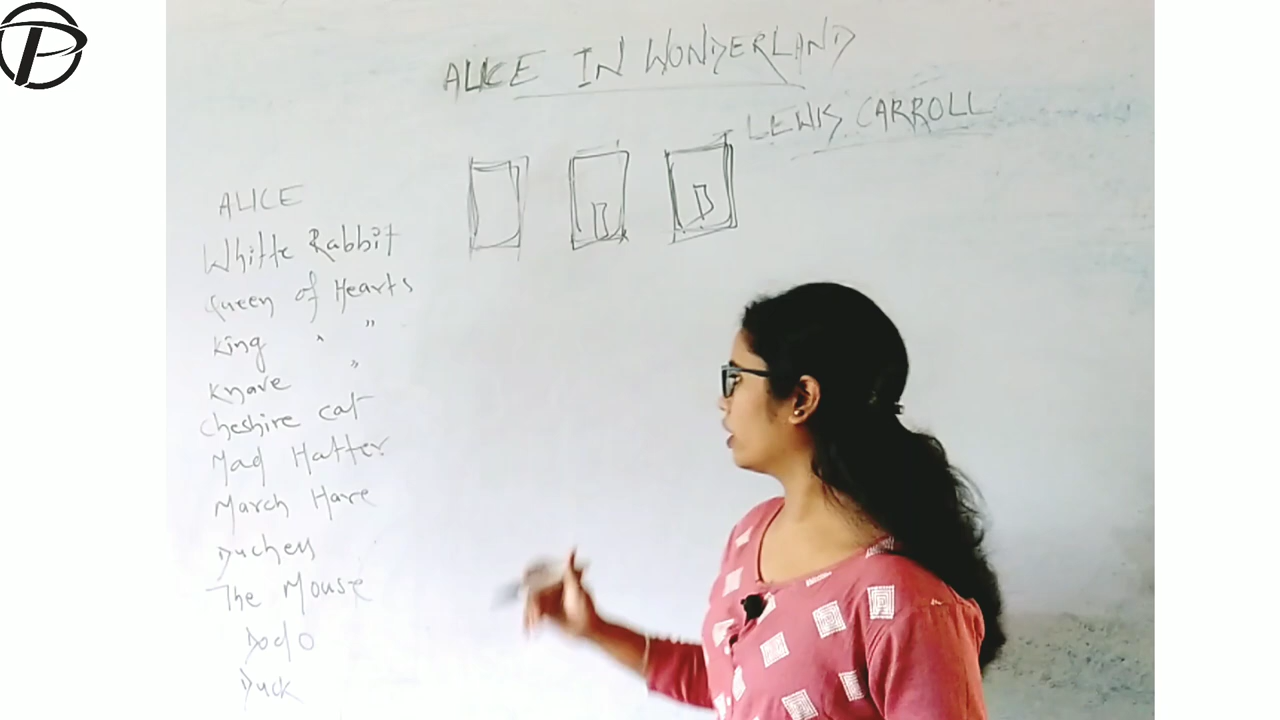 ALICE IN WONDERLAND
LEWIS CARROLL
ALICE
White Rabbit
Queen of Hearts
King " "
Knave "
Cheshire cat
Mad Hatter
March Hare
Duchess
The Mouse
Dodo
Duck